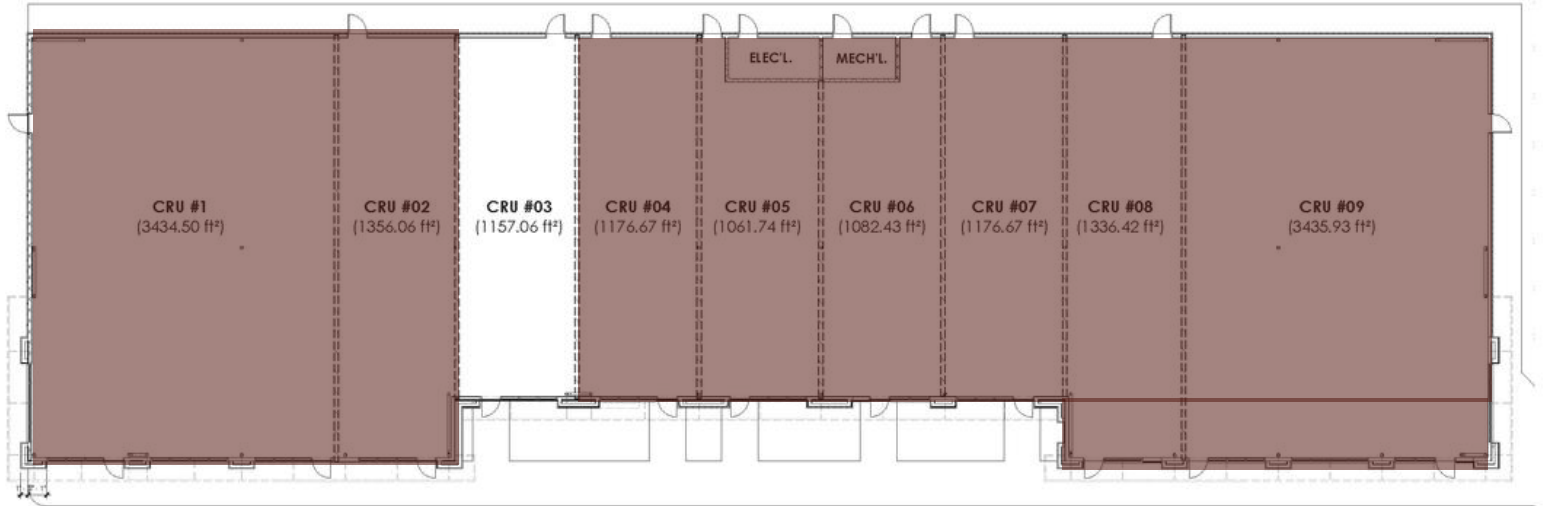 ELEC'L.
MECH'L.
CRU #1
(3434.50 ft²)
CRU #02
(1356.06 ft²)
CRU #03
(1157.06 ft²)
CRU #04
(1176.67 ft²)
CRU #05
(1061.74 ft²)
CRU #06
(1082.43 ft²)
CRU #07
(1176.67 ft²)
CRU #08
(1336.42 ft²)
CRU #09
(3435.93 ft²)